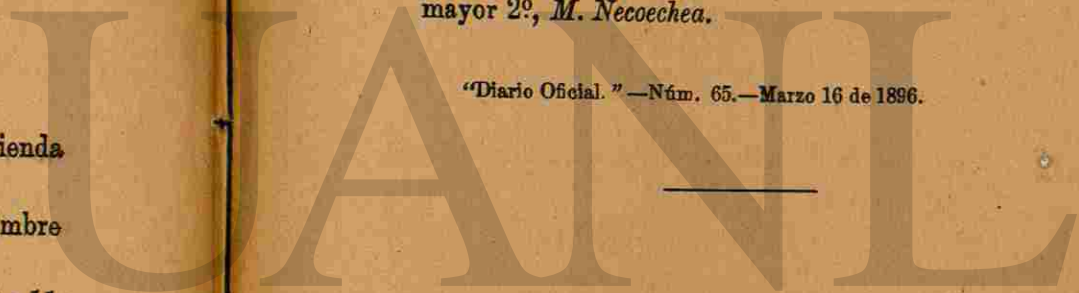 ienda
mbre
mayor 2º, M. Necoechea.
"Diario Oficial. "—Núm. 65.—Marzo 16 de 1896.
UANL